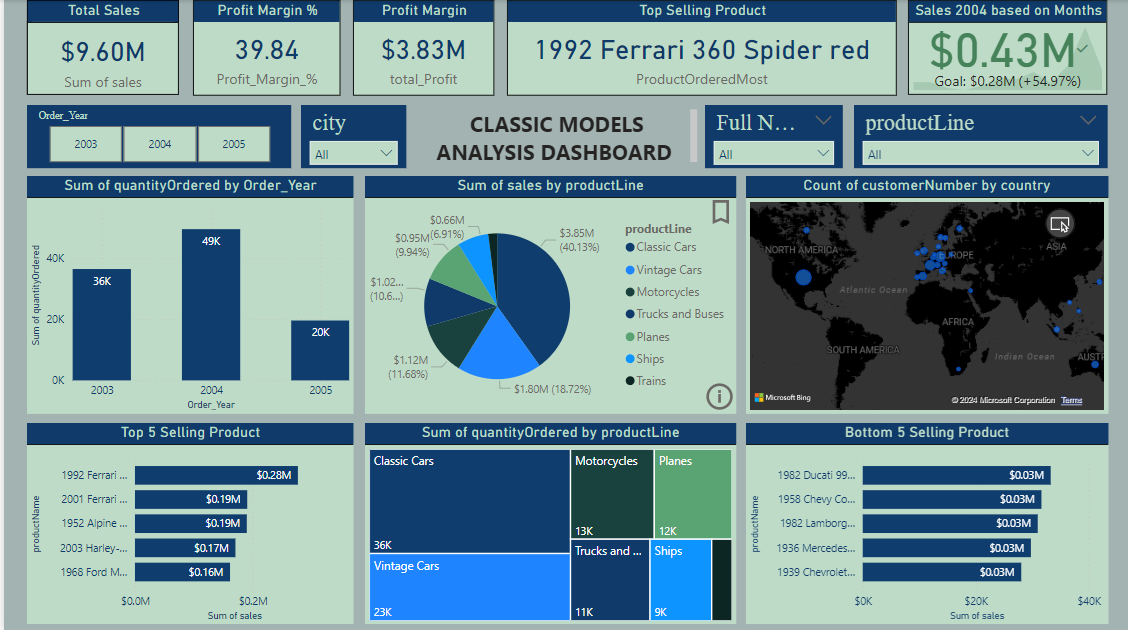 Total Sales
$9.60M
Sum of sales
Profit Margin %
39.84
Profit_Margin_%
Profit Margin
$3.83M
total_Profit
Top Selling Product
1992 Ferrari 360 Spider red
ProductOrderedMost
Sales 2004 based on Months
$0.43M
Goal: $0.28M (+54.97%)
Order_Year
2003
2004
2005
city
All
CLASSIC MODELS
ANALYSIS DASHBOARD
Full N...
All
productLine
All
Sum of quantityOrdered by Order_Year
Sum of quantityOrdered
40K
20K
0K
36K
49K
20K
2003
2004
2005
Order_Year
Sum of sales by productLine
$3.85M
(40.13%)
$1.80M (18.72%)
$1.12M
(11.68%)
$1.02...
(10.6...)
$0.95M
(9.94%)
$0.66M
(6.91%)
productLine
Classic Cars
Vintage Cars
Motorcycles
Trucks and Buses
Planes
Ships
Trains
Count of customerNumber by country
NORTH AMERICA
EUROPE
ASIA
Atlantic Ocean
AFRICA
SOUTH AMERICA
Indian Ocean
AUSTR
Microsoft Bing
© 2024 Microsoft Corporation Terms
Top 5 Selling Product
productName
1992 Ferrari ...
$0.28M
2001 Ferrari ...
$0.19M
1952 Alpine ...
$0.19M
2003 Harley-...
$0.17M
1968 Ford M...
$0.16M
$0.0M
$0.2M
Sum of sales
Sum of quantityOrdered by productLine
Classic Cars
36K
Vintage Cars
23K
Motorcycles
13K
Planes
12K
Trucks and ...
11K
Ships
9K
Bottom 5 Selling Product
productName
1982 Ducati 99...
$0.03M
1958 Chevy Co...
$0.03M
1982 Lamborg...
$0.03M
1936 Mercedes...
$0.03M
1939 Chevrolet...
$0.03M
$0K
$20K
$40K
Sum of sales